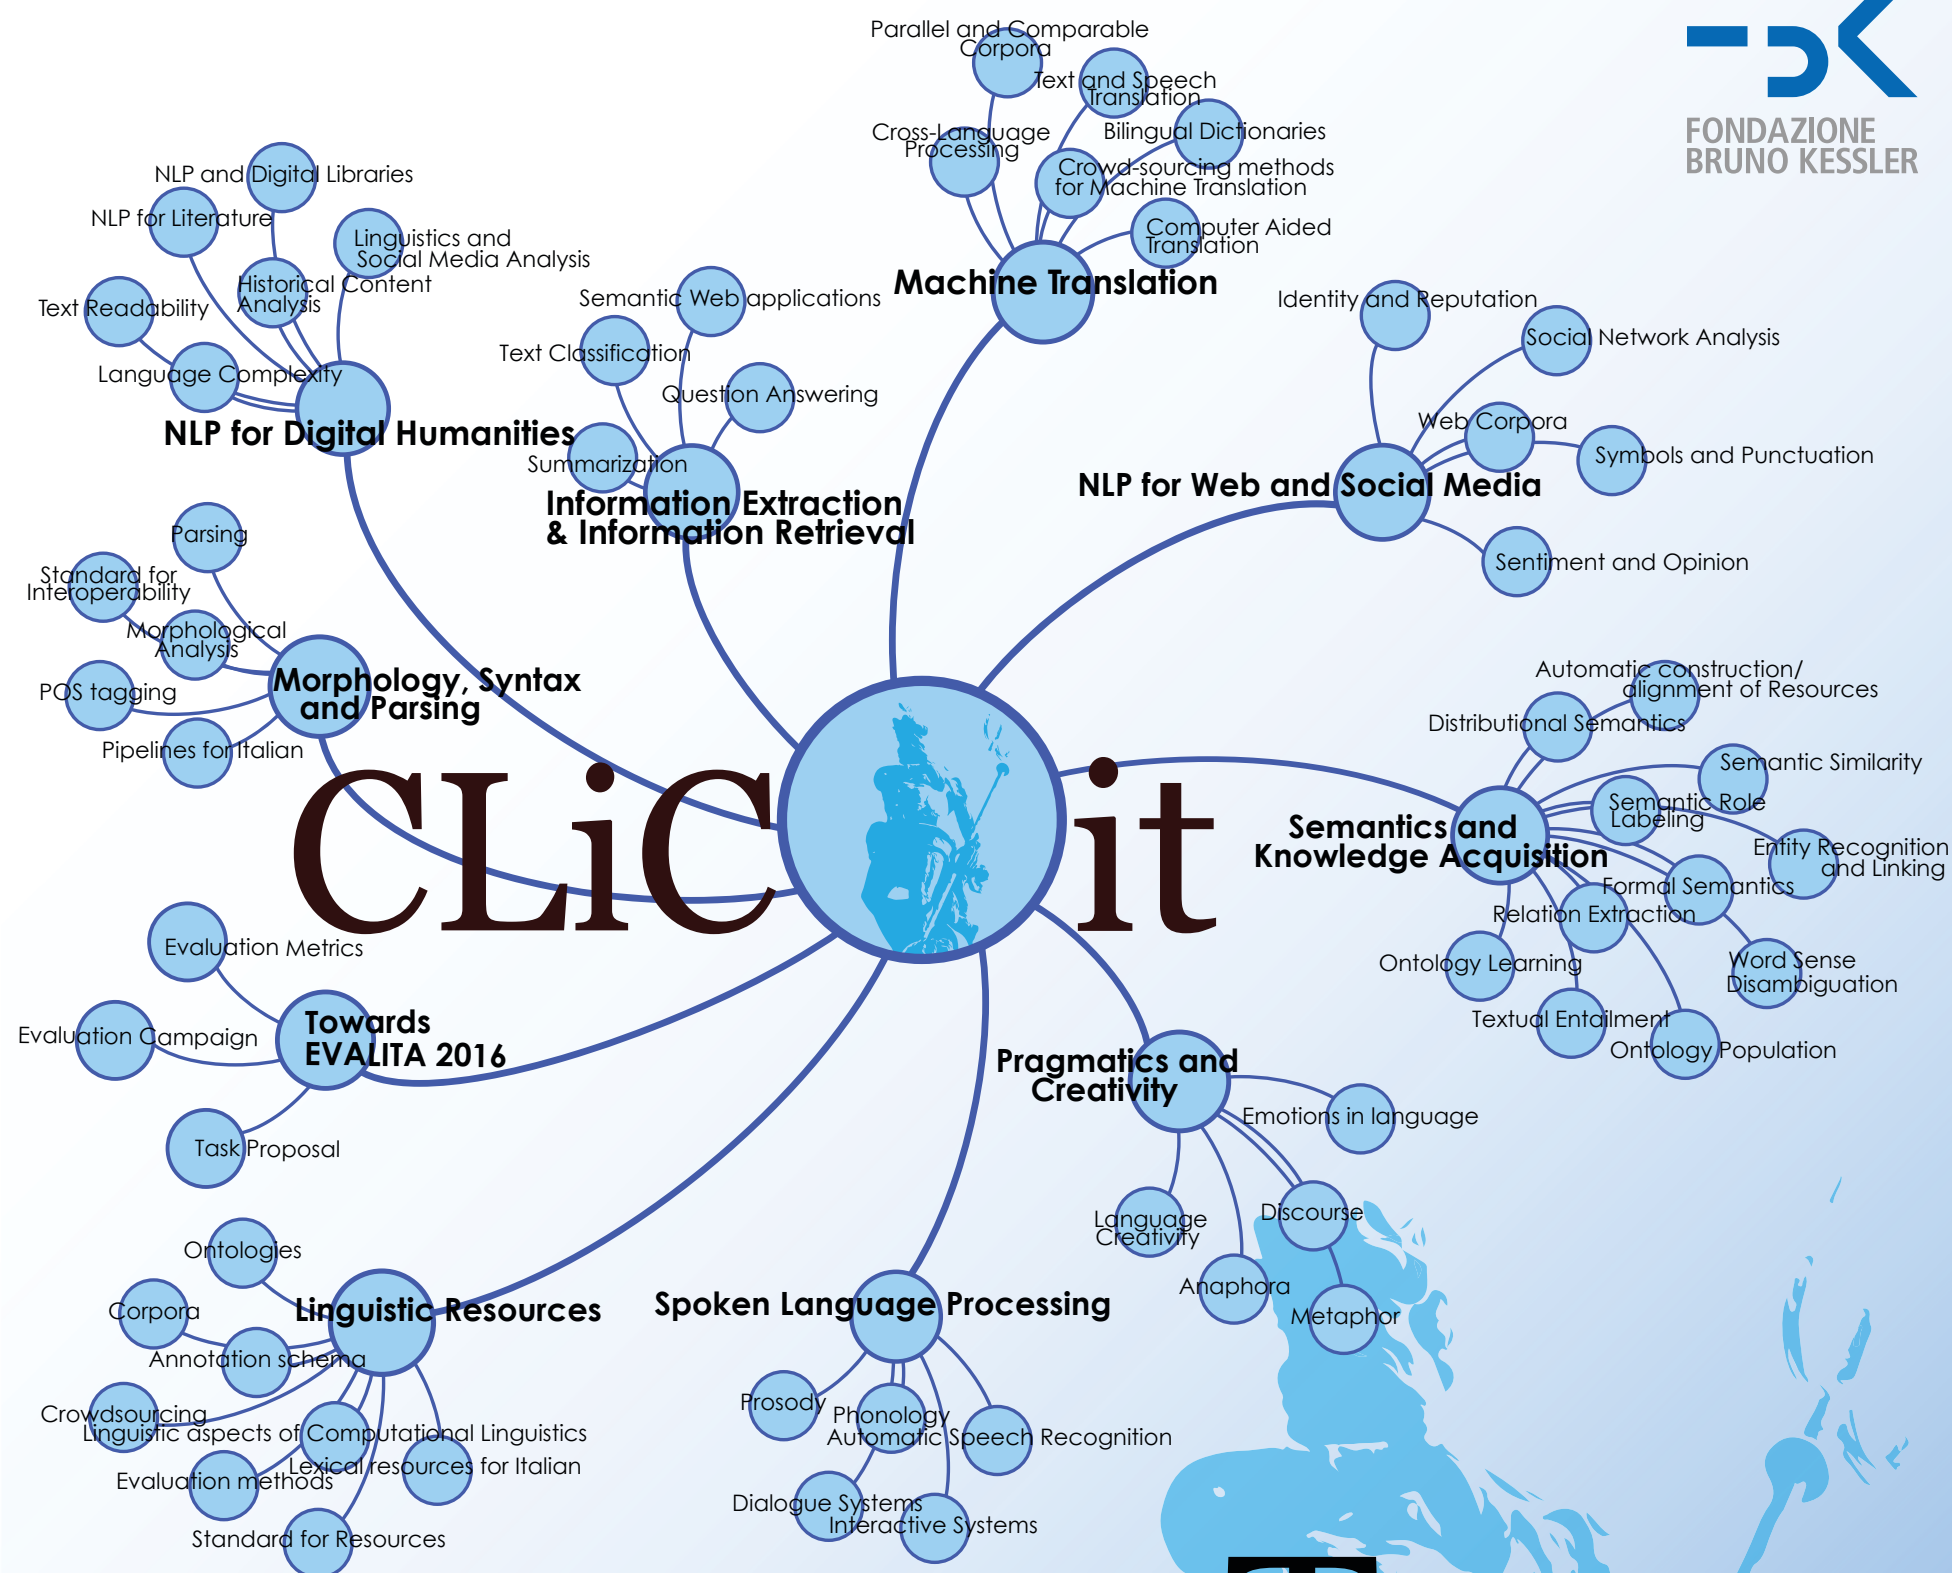 FONDAZIONE
BRUNO KESSLER
Parallel and Comparable
Corpora
Text and Speech
Translation
Cross-Language
Processing
Bilingual Dictionaries
Crowd-sourcing methods
for Machine Translation
Computer Aided
Translation
Machine Translation
NLP and Digital Libraries
NLP for Literature
Linguistics and
Social Media Analysis
Historical Content
Analysis
Text Readability
Language Complexity
NLP for Digital Humanities
Semantic Web applications
Text Classification
Question Answering
Summarization
Information Extraction
& Information Retrieval
Identity and Reputation
Social Network Analysis
Web Corpora
Symbols and Punctuation
NLP for Web and Social Media
Sentiment and Opinion
Parsing
Standard for
Interoperability
Morphological
Analysis
POS tagging
Pipelines for Italian
Morphology, Syntax
and Parsing
CLiC it
Automatic construction/
alignment of Resources
Distributional Semantics
Semantic Similarity
Semantic Role
Labeling
Entity Recognition
and Linking
Semantics and
Knowledge Acquisition
Formal Semantics
Relation Extraction
Ontology Learning
Word Sense
Disambiguation
Textual Entailment
Ontology Population
Evaluation Metrics
Evaluation Campaign
Task Proposal
Towards
EVALITA 2016
Pragmatics and
Creativity
Emotions in language
Language
Creativity
Discourse
Anaphora
Metaphor
Ontologies
Corpora
Annotation schema
Linguistic Resources
Crowdsourcing
Linguistic aspects of Computational Linguistics
Lexical resources for Italian
Evaluation methods
Standard for Resources
Spoken Language Processing
Prosody
Phonology
Automatic Speech Recognition
Dialogue Systems
Interactive Systems